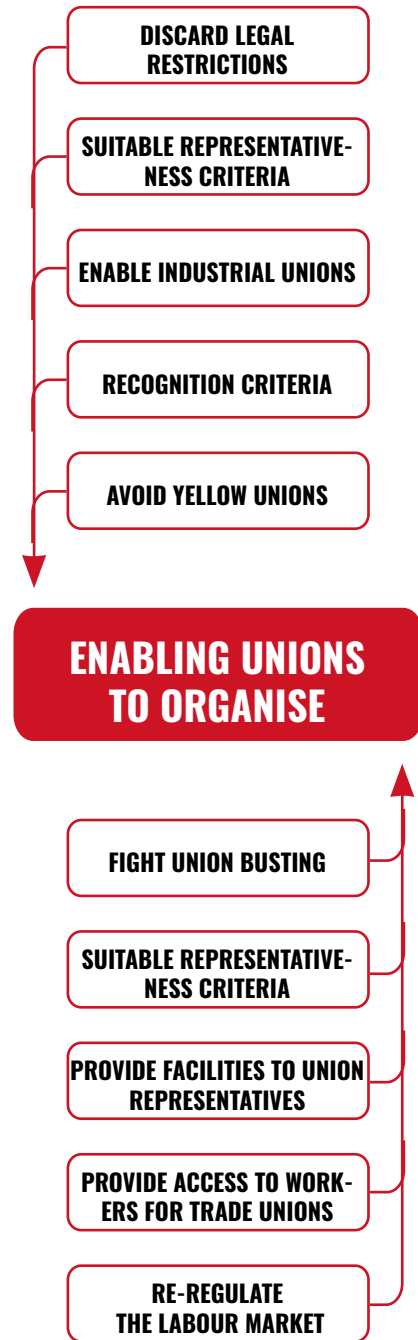 DISCARD LEGAL
RESTRICTIONS
SUITABLE REPRESENTATIVE-
NESS CRITERIA
ENABLE INDUSTRIAL UNIONS
RECOGNITION CRITERIA
AVOID YELLOW UNIONS
ENABLING UNIONS
TO ORGANISE
FIGHT UNION BUSTING
SUITABLE REPRESENTATIVE-
NESS CRITERIA
PROVIDE FACILITIES TO UNION
REPRESENTATIVES
PROVIDE ACCESS TO WORK-
ERS FOR TRADE UNIONS
RE-REGULATE
THE LABOUR MARKET